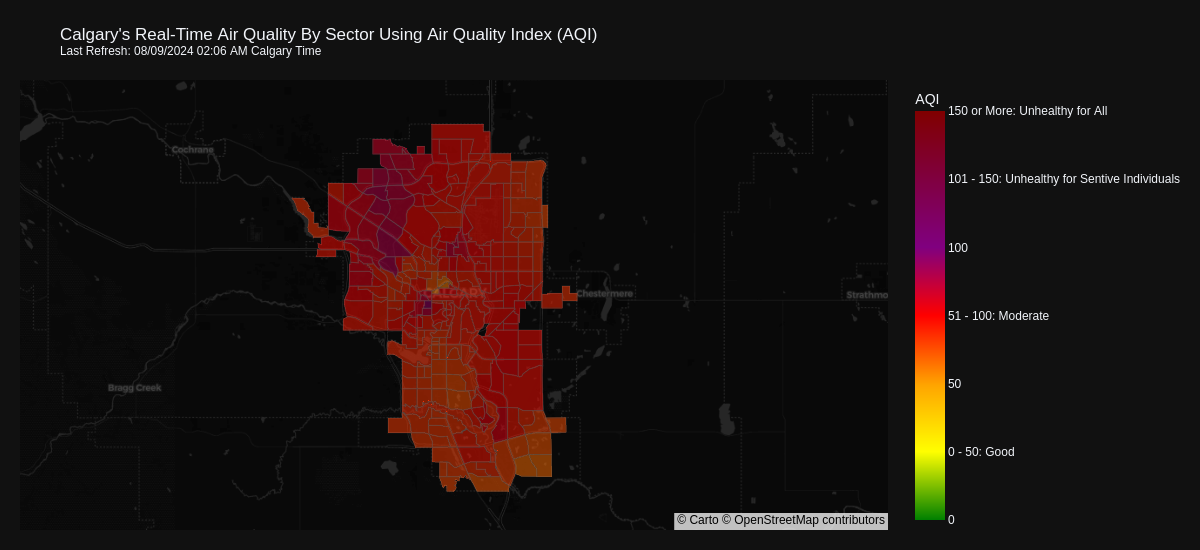 Calgary's Real-Time Air Quality By Sector Using Air Quality Index (AQI)
Last Refresh: 08/09/2024 02:06 AM Calgary Time
AQI
150 or More: Unhealthy for All
101 - 150: Unhealthy for Sentive Individuals
100
51 - 100: Moderate
50
0 - 50: Good
0
Cochrane
CALGARY
Chestermere
Strathmo
Bragg Creek
© Carto © OpenStreetMap contributors